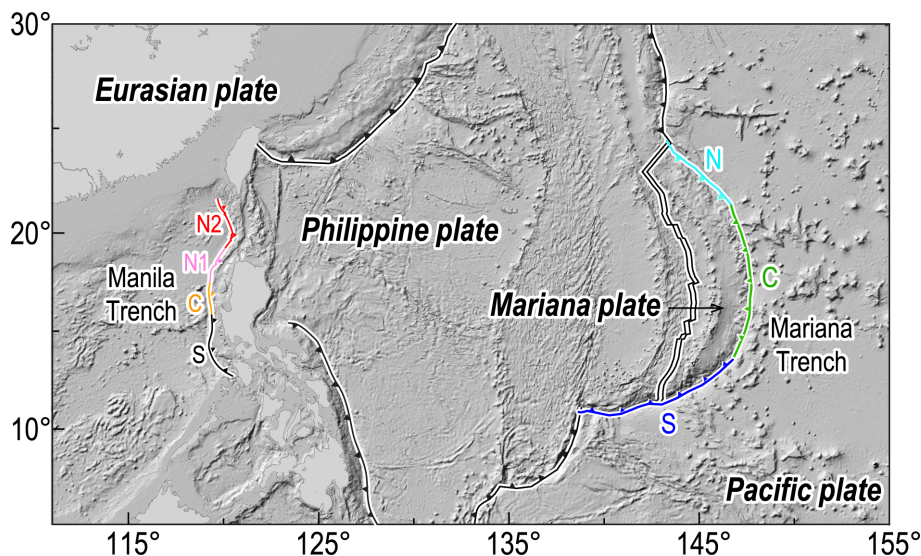 30°
Eurasian plate
N
20°
N2
Philippine plate
N1
Manila
Trench
C
C
Mariana plate
Mariana
Trench
S
10°
S
Pacific plate
115°
125°
135°
145°
155°